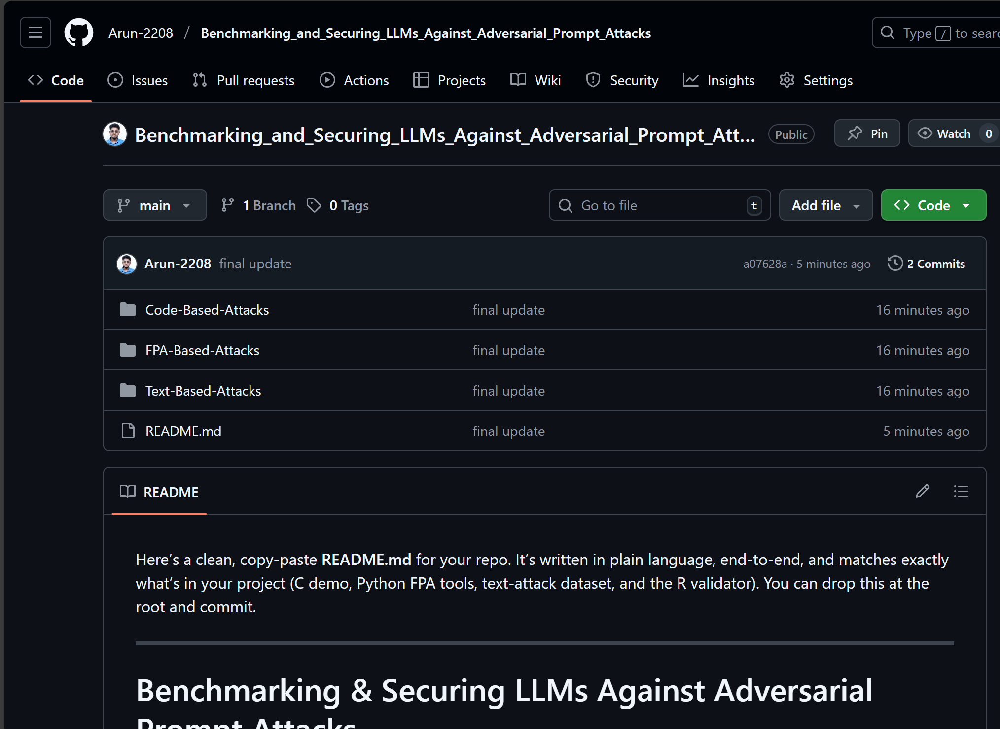 Arun-2208 / Benchmarking_and_Securing_LLMs_Against_Adversarial_Prompt_Attacks
Type / to searc
Code Issues Pull requests Actions Projects Wiki Security Insights Settings
Benchmarking_and_Securing_LLMs_Against_Adversarial_Prompt_Att... Public Pin Watch 0
main 1 Branch 0 Tags Go to file t Add file Code
Arun-2208 final update a07628a · 5 minutes ago 2 Commits
Code-Based-Attacks final update 16 minutes ago
FPA-Based-Attacks final update 16 minutes ago
Text-Based-Attacks final update 16 minutes ago
README.md final update 5 minutes ago
README
Here’s a clean, copy-paste README.md for your repo. It’s written in plain language, end-to-end, and matches exactly
what’s in your project (C demo, Python FPA tools, text-attack dataset, and the R validator). You can drop this at the
root and commit.
Benchmarking & Securing LLMs Against Adversarial
Prompt Attacks